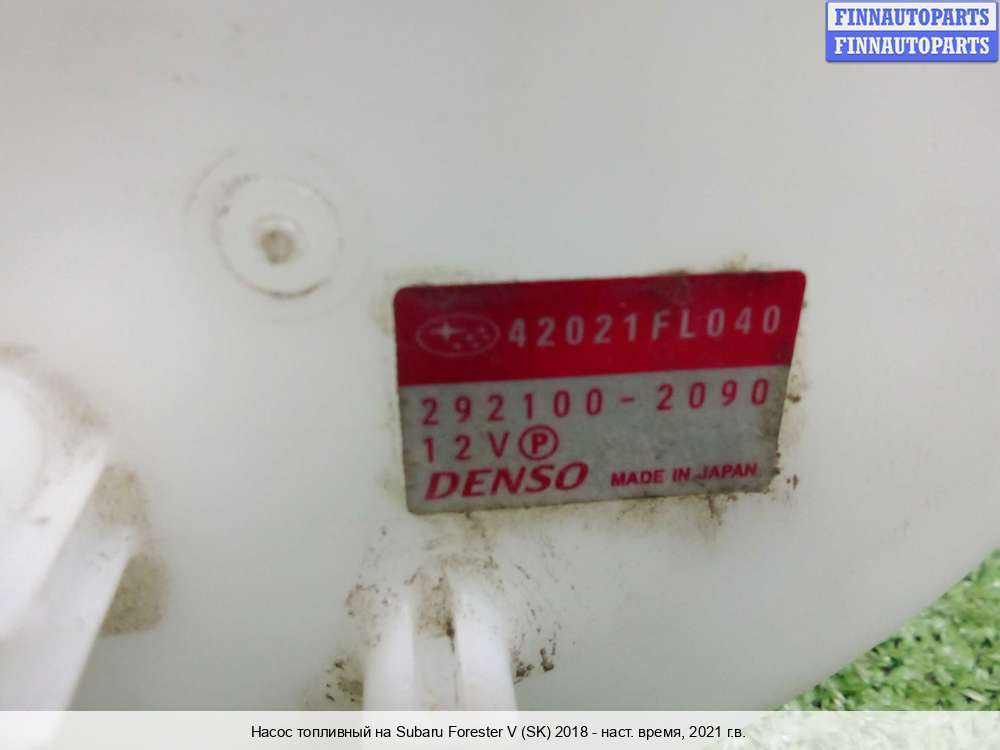 FINNAUTOPARTS
FINNAUTOPARTS
42021FL040
292100-2090
12V Ⓟ
DENSO MADE IN JAPAN
Насос топливный на Subaru Forester V (SK) 2018 - наст. время, 2021 г.в.